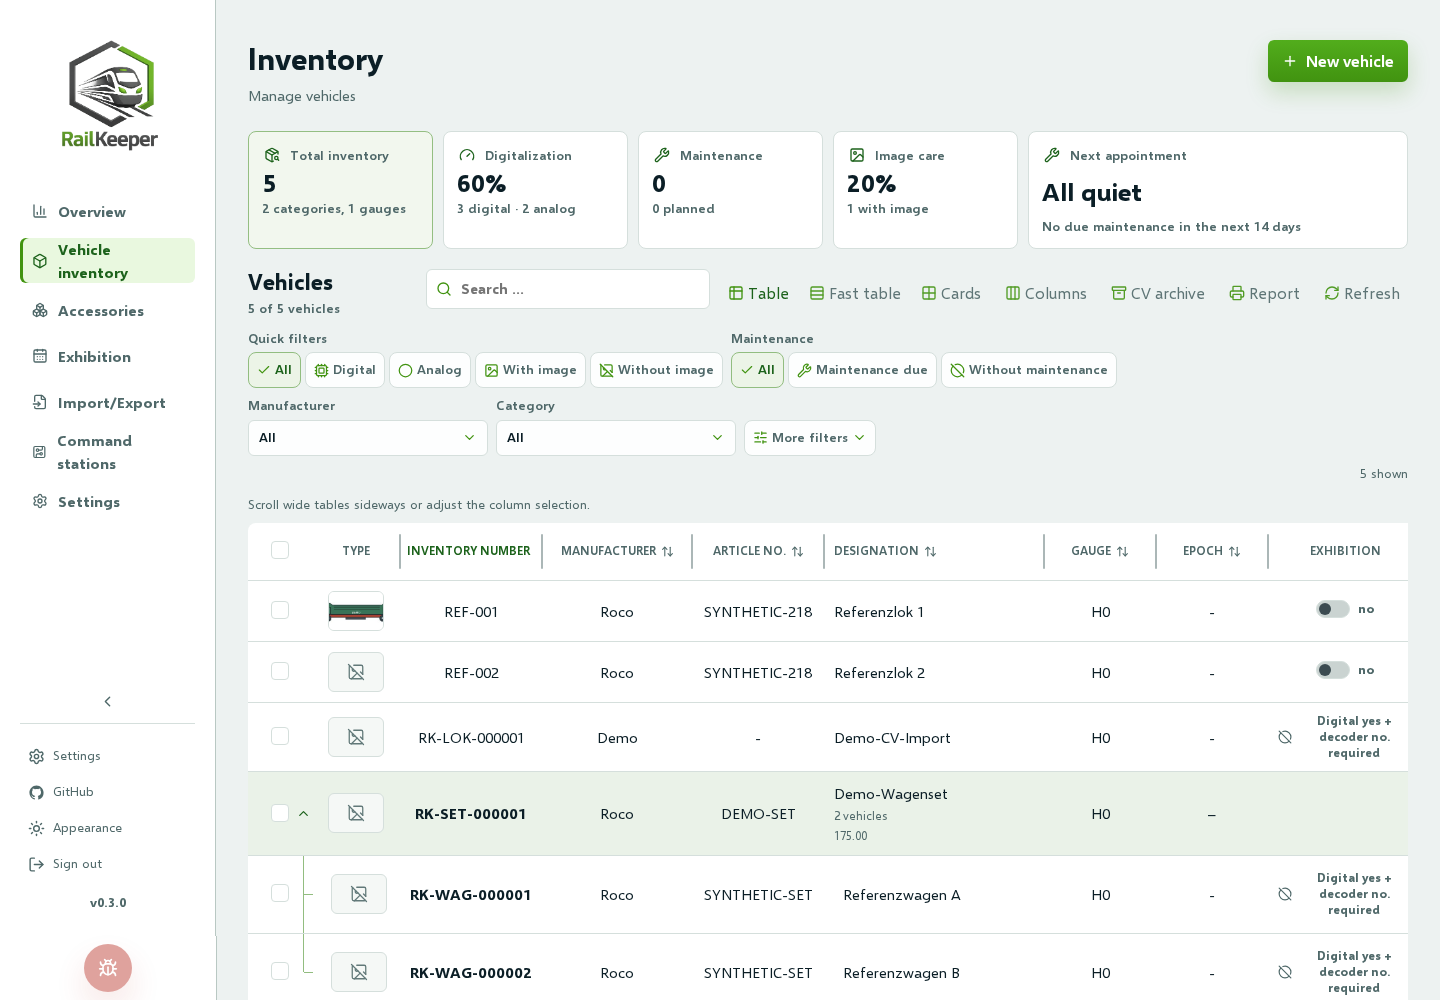 RailKeeper
Overview
Vehicle
inventory
Accessories
Exhibition
Import/Export
Command
stations
Settings
Settings
GitHub
Appearance
Sign out
v0.3.0
Inventory
Manage vehicles
New vehicle
Total inventory
5
2 categories, 1 gauges
Digitalization
60%
3 digital · 2 analog
Maintenance
0
0 planned
Image care
20%
1 with image
Next appointment
All quiet
No due maintenance in the next 14 days
Vehicles
5 of 5 vehicles
Search ...
Table
Fast table
Cards
Columns
CV archive
Report
Refresh
Quick filters
All
Digital
Analog
With image
Without image
Maintenance
All
Maintenance due
Without maintenance
Manufacturer
All
Category
All
More filters
5 shown
Scroll wide tables sideways or adjust the column selection.
TYPE INVENTORY NUMBER MANUFACTURER ARTICLE NO. DESIGNATION GAUGE EPOCH EXHIBITION
REF-001 Roco SYNTHETIC-218 Referenzlok 1 H0 - no
REF-002 Roco SYNTHETIC-218 Referenzlok 2 H0 - no
RK-LOK-000001 Demo - Demo-CV-Import H0 - Digital yes +
decoder no.
required
RK-SET-000001 Roco DEMO-SET Demo-Wagenset H0 –
2 vehicles
175.00
RK-WAG-000001 Roco SYNTHETIC-SET Referenzwagen A H0 - Digital yes +
decoder no.
required
RK-WAG-000002 Roco SYNTHETIC-SET Referenzwagen B H0 - Digital yes +
decoder no.
required